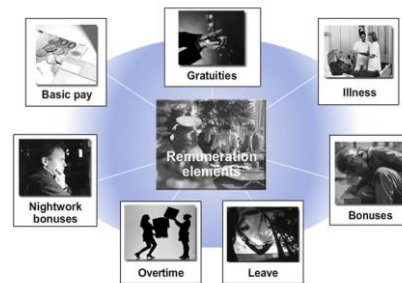 Gratuities
Basic pay
Illness
Remuneration
elements
Nightwork
bonuses
Bonuses
Overtime
Leave